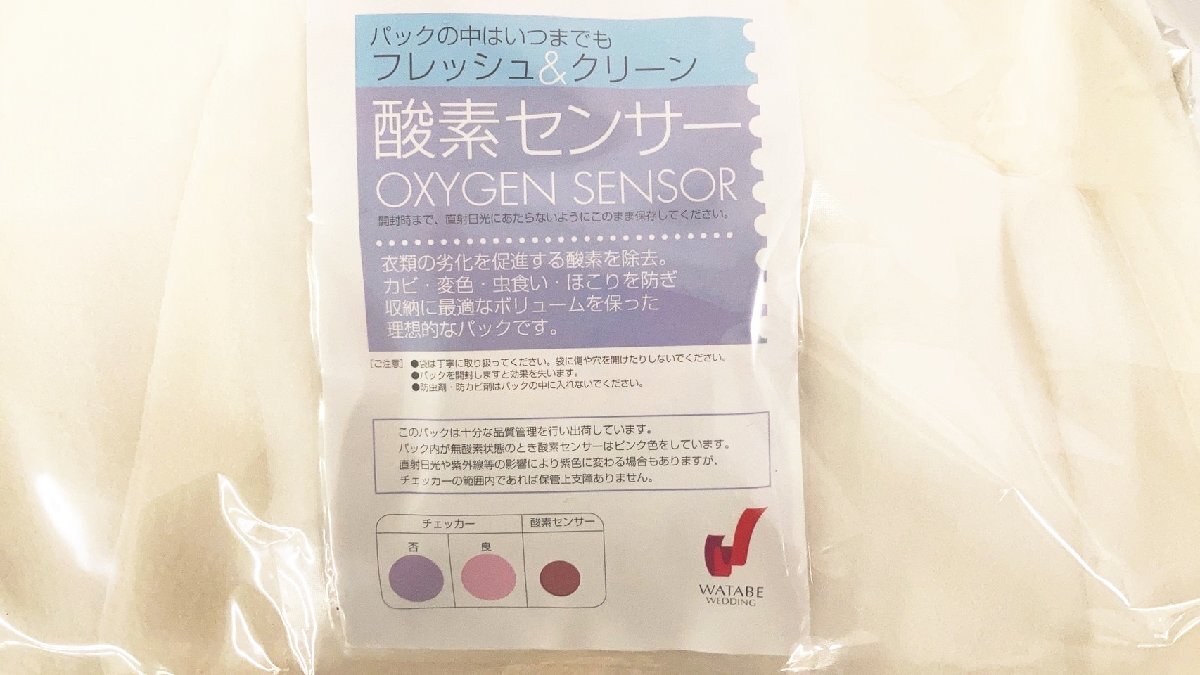 パックの中はいつまでも
フレッシュ&クリーン
酸素センサー
OXYGEN SENSOR
開封時まで、直射日光にあたらないようにこのまま保存してください。
衣類の劣化を促進する酸素を除去。
カビ・変色・虫食い・ほこりを防ぎ
収納に最適なボリュームを保った
理想的なパックです。
[ご注意] ●袋は丁寧に取り扱ってください。袋に傷や穴を開けたりしないでください。
●パックを開封しますと効果を失います。
●防虫剤・防カビ剤はパックの中に入れないでください。
このパックは十分な品質管理を行い出荷しています。
パック内が無酸素状態のとき酸素センサーはピンク色をしています。
直射日光や紫外線等の影響により紫色に変わる場合もありますが、
チェッカーの範囲内であれば保管上支障ありません。
チェッカー 酸素センサー
否 良
WATABE
WEDDING